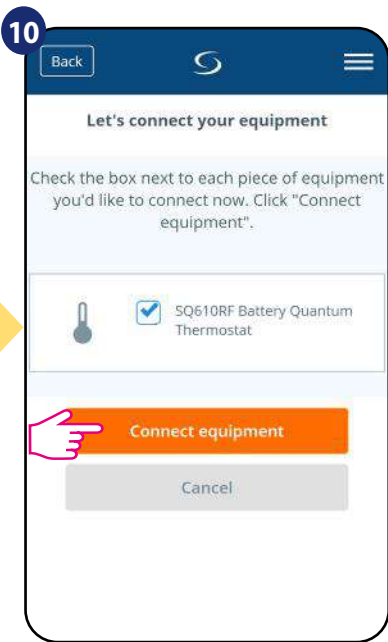 10
Back
Let's connect your equipment
Check the box next to each piece of equipment
you'd like to connect now. Click "Connect
equipment".
SQ610RF Battery Quantum
Thermostat
Connect equipment
Cancel